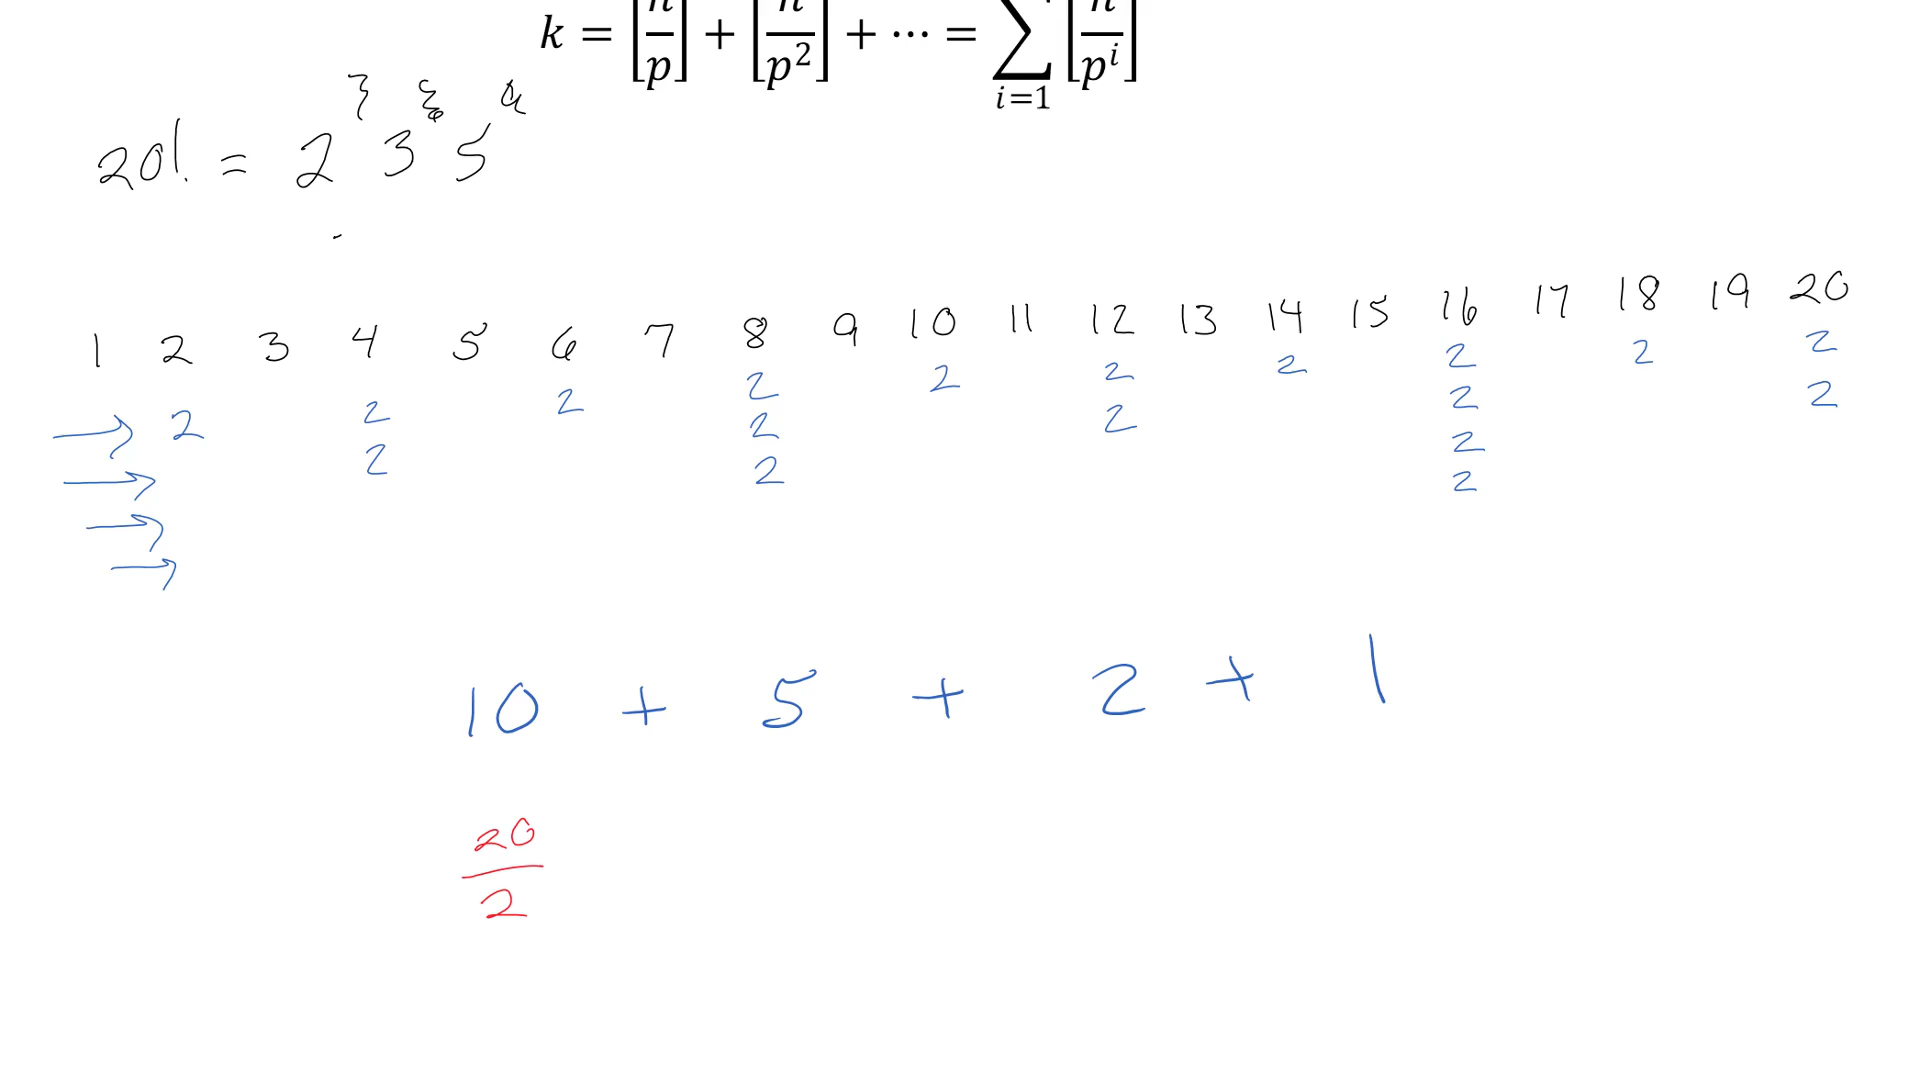 k = ⌊n/p⌋ + ⌊n/p²⌋ + ⋯ = ∑ i=1 ⌊n/pⁱ⌋
20! = 2 3 5
1 2 3 4 5 6 7 8 9 10 11 12 13 14 15 16 17 18 19 20
2 2 2 2 2 2 2 2 2 2
2 2 2 2 2
2 2
2
10 + 5 + 2 + 1
20
2